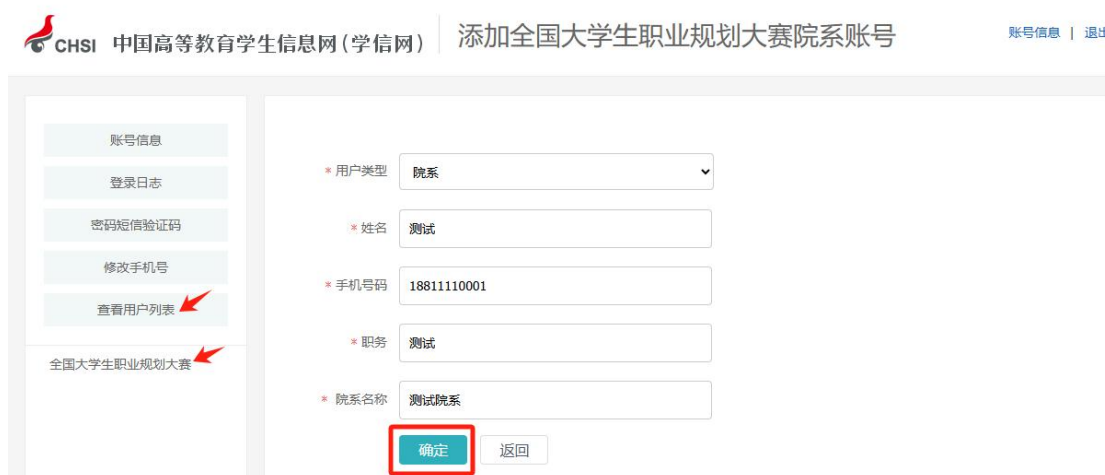 CHSI 中国高等教育学生信息网(学信网) 添加全国大学生职业规划大赛院系账号 账号信息 | 退出
账号信息
登录日志
密码短信验证码
修改手机号
查看用户列表
全国大学生职业规划大赛
* 用户类型 院系
* 姓名 测试
* 手机号码 18811110001
* 职务 测试
* 院系名称 测试院系
确定 返回